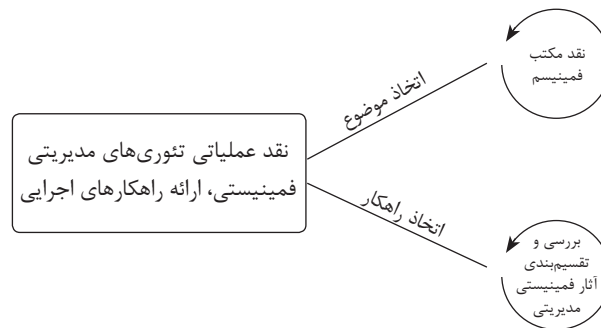 نقد مکتب
فمینیسم
اتخاذ موضوع
نقد عملیاتی تئوری‌های مدیریتی
فمینیستی، ارائه راهکارهای اجرایی
اتخاذ راهکار
بررسی و
تقسیم‌بندی
آثار فمینیستی
مدیریتی